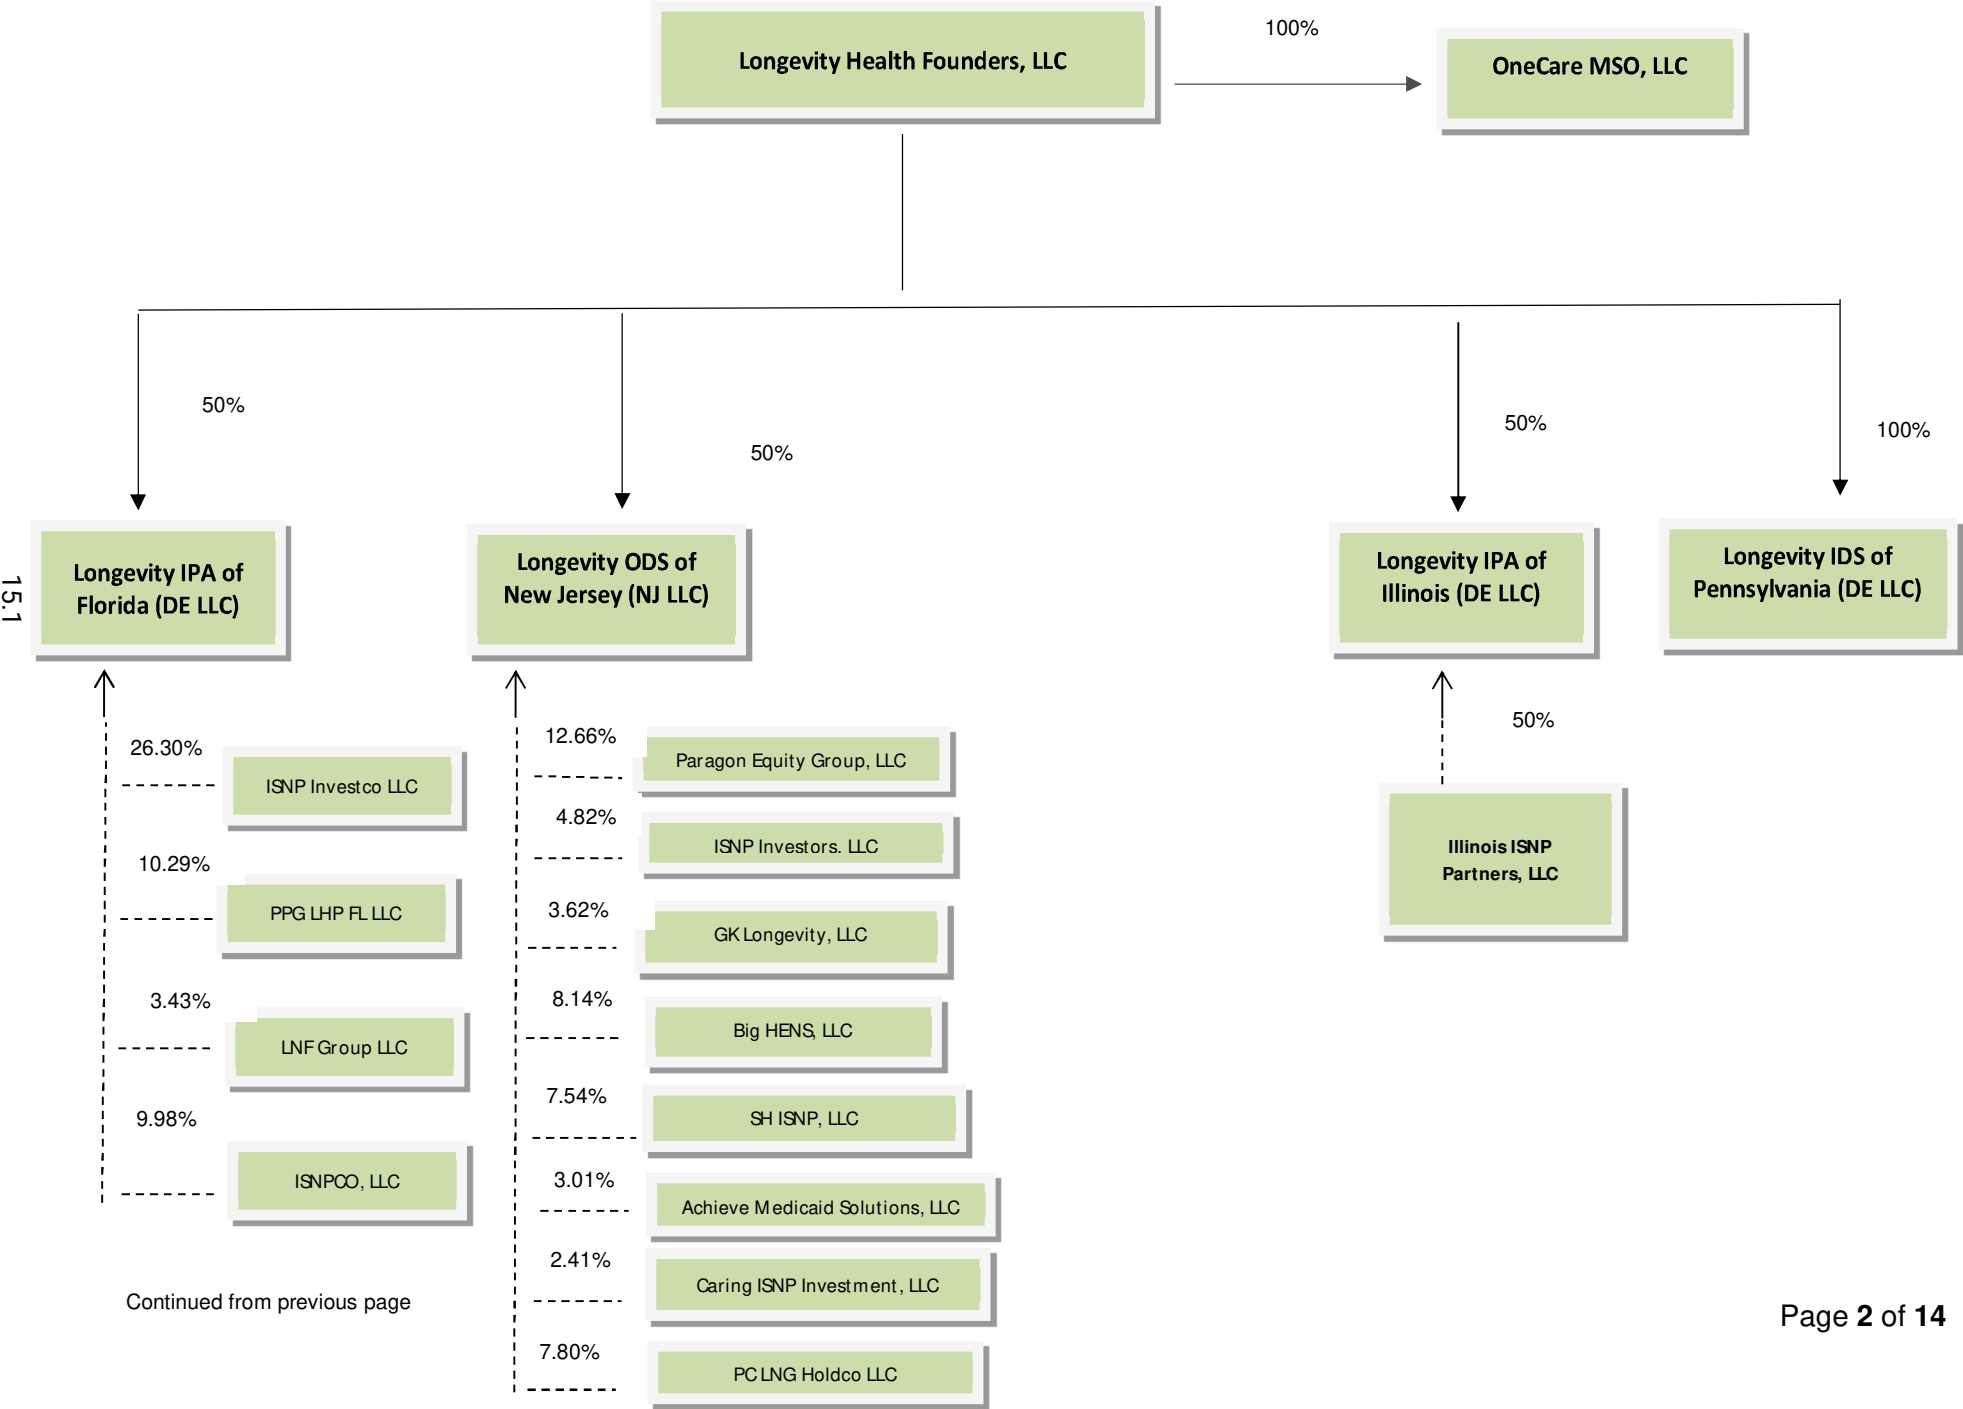 Longevity Health Founders, LLC
100%
OneCare MSO, LLC
50%
50%
50%
100%
Longevity IPA of
Florida (DE LLC)
Longevity ODS of
New Jersey (NJ LLC)
Longevity IPA of
Illinois (DE LLC)
Longevity IDS of
Pennsylvania (DE LLC)
15.1
26.30%
ISNP Investco LLC
10.29%
PPG LHP FL LLC
3.43%
LNF Group LLC
9.98%
ISNPCO, LLC
12.66%
Paragon Equity Group, LLC
4.82%
ISNP Investors. LLC
3.62%
GK Longevity, LLC
8.14%
Big HENS, LLC
7.54%
SH ISNP, LLC
3.01%
Achieve Medicaid Solutions, LLC
2.41%
Caring ISNP Investment, LLC
7.80%
PC LNG Holdco LLC
50%
Illinois ISNP
Partners, LLC
Continued from previous page
Page 2 of 14